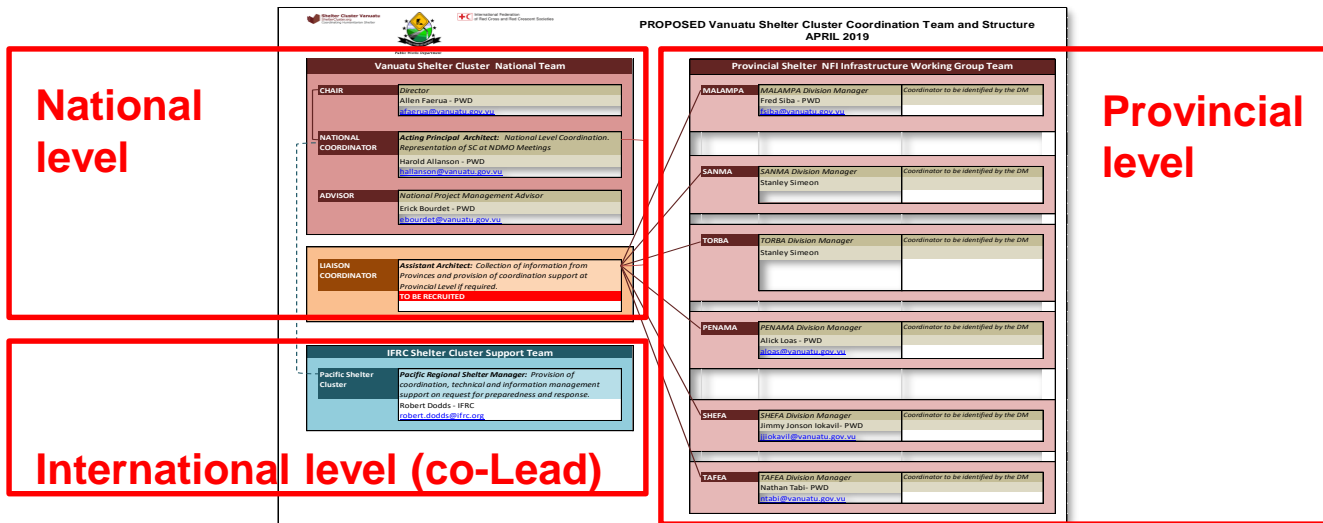 Shelter Cluster Vanuatu
ShelterCluster.org
Coordinating Humanitarian Shelter
International Federation
of Red Cross and Red Crescent Societies
Public Works Department
PROPOSED Vanuatu Shelter Cluster Coordination Team and Structure
APRIL 2019
National
level
Vanuatu Shelter Cluster National Team
CHAIR
Director
Allen Faerua - PWD
afaerua@vanuatu.gov.vu
NATIONAL
COORDINATOR
Acting Principal Architect: National Level Coordination.
Representation of SC at NDMO Meetings
Harold Allanson - PWD
hallanson@vanuatu.gov.vu
ADVISOR
National Project Management Advisor
Erick Bourdet - PWD
ebourdet@vanuatu.gov.vu
LIAISON
COORDINATOR
Assistant Architect: Collection of information from
Provinces and provision of coordination support at
Provincial Level if required.
TO BE RECRUITED
IFRC Shelter Cluster Support Team
Pacific Shelter
Cluster
Pacific Regional Shelter Manager: Provision of
coordination, technical and information management
support on request for preparedness and response.
Robert Dodds - IFRC
robert.dodds@ifrc.org
International level (co-Lead)
Provincial Shelter NFI Infrastructure Working Group Team
MALAMPA
MALAMPA Division Manager
Coordinator to be identified by the DM
Fred Siba - PWD
fsiba@vanuatu.gov.vu
SANMA
SANMA Division Manager
Coordinator to be identified by the DM
Stanley Simeon
TORBA
TORBA Division Manager
Coordinator to be identified by the DM
Stanley Simeon
PENAMA
PENAMA Division Manager
Coordinator to be identified by the DM
Alick Loas - PWD
aloas@vanuatu.gov.vu
SHEFA
SHEFA Division Manager
Coordinator to be identified by the DM
Jimmy Jonson Iokavil- PWD
jjiokavil@vanuatu.gov.vu
TAFEA
TAFEA Division Manager
Coordinator to be identified by the DM
Nathan Tabi- PWD
ntabi@vanuatu.gov.vu
Provincial
level